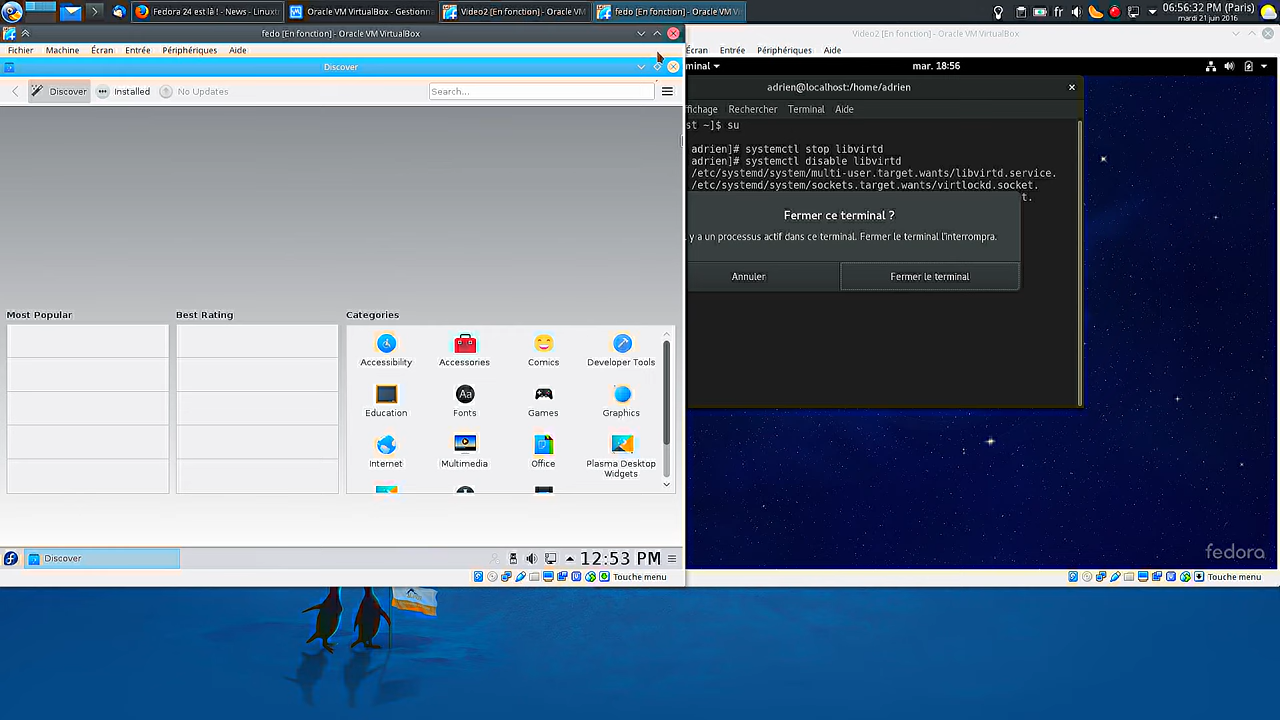 Fedora 24 est là ! - News - Linuxt
Oracle VM VirtualBox - Gestionn
Video2 [En fonction] - Oracle VM
fedo [En fonction] - Oracle VM Vi
fr
06:56:32 PM (Paris)
mardi 21 juin 2016
fedo [En fonction] - Oracle VM VirtualBox
Fichier Machine Écran Entrée Périphériques Aide
Discover
Discover Installed No Updates Search...
Most Popular
Best Rating
Categories
Accessibility Accessories Comics Developer Tools
Education Fonts Games Graphics
Internet Multimedia Office Plasma Desktop
Widgets
Discover
12:53 PM
Touche menu
Video2 [En fonction] - Oracle VM VirtualBox
Écran Entrée Périphériques Aide
minal mar. 18:56
adrien@localhost:/home/adrien
ffichage Rechercher Terminal Aide
st ~]$ su
adrien]# systemctl stop libvirtd
adrien]# systemctl disable libvirtd
/etc/systemd/system/multi-user.target.wants/libvirtd.service.
/etc/systemd/system/sockets.target.wants/virtlockd.socket.
t.
Fermer ce terminal ?
y a un processus actif dans ce terminal. Fermer le terminal l'interrompra.
Annuler Fermer le terminal
fedora
Touche menu